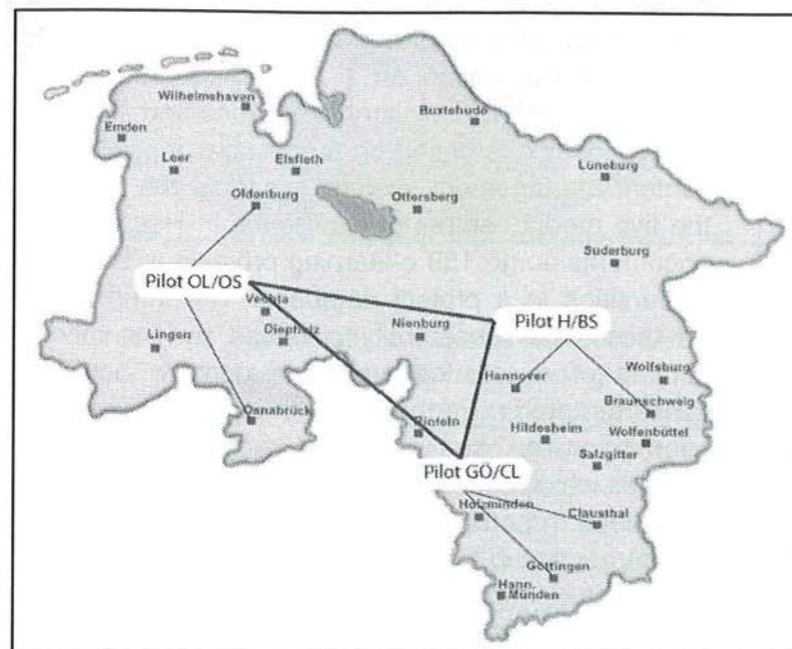 Wilhelmshaven
Buxtehude
Emden
Leer
Elsfleth
Lüneburg
Oldenburg
Ottersberg
Suderburg
Pilot OL/OS
Vechta
Nienburg
Pilot H/BS
Diepholz
Lingen
Hannover
Wolfsburg
Braunschweig
Osnabrück
Rinteln
Hildesheim
Wolfenbüttel
Salzgitter
Pilot GÖ/CL
Holzminden
Clausthal
Göttingen
Hann.
Münden